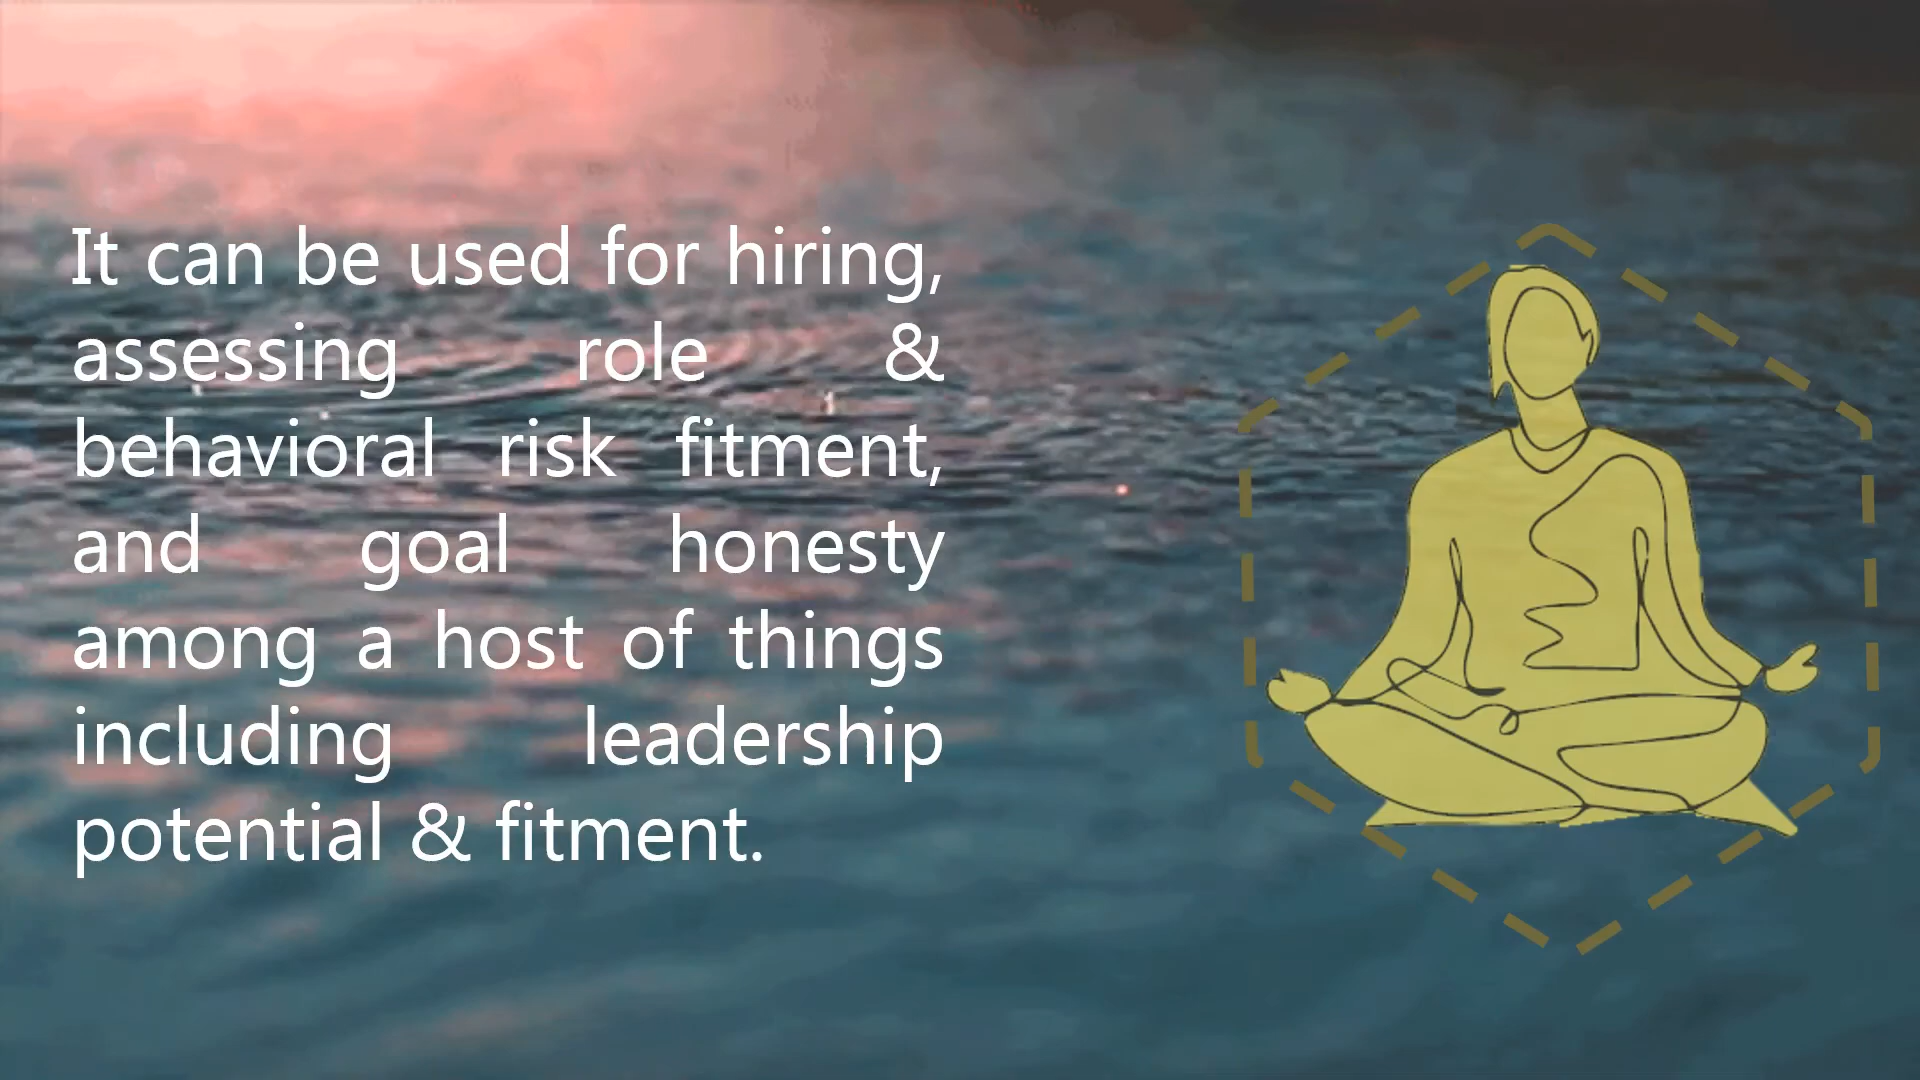 It can be used for hiring,
assessing role &
behavioral risk fitment,
and goal honesty
among a host of things
including leadership
potential & fitment.